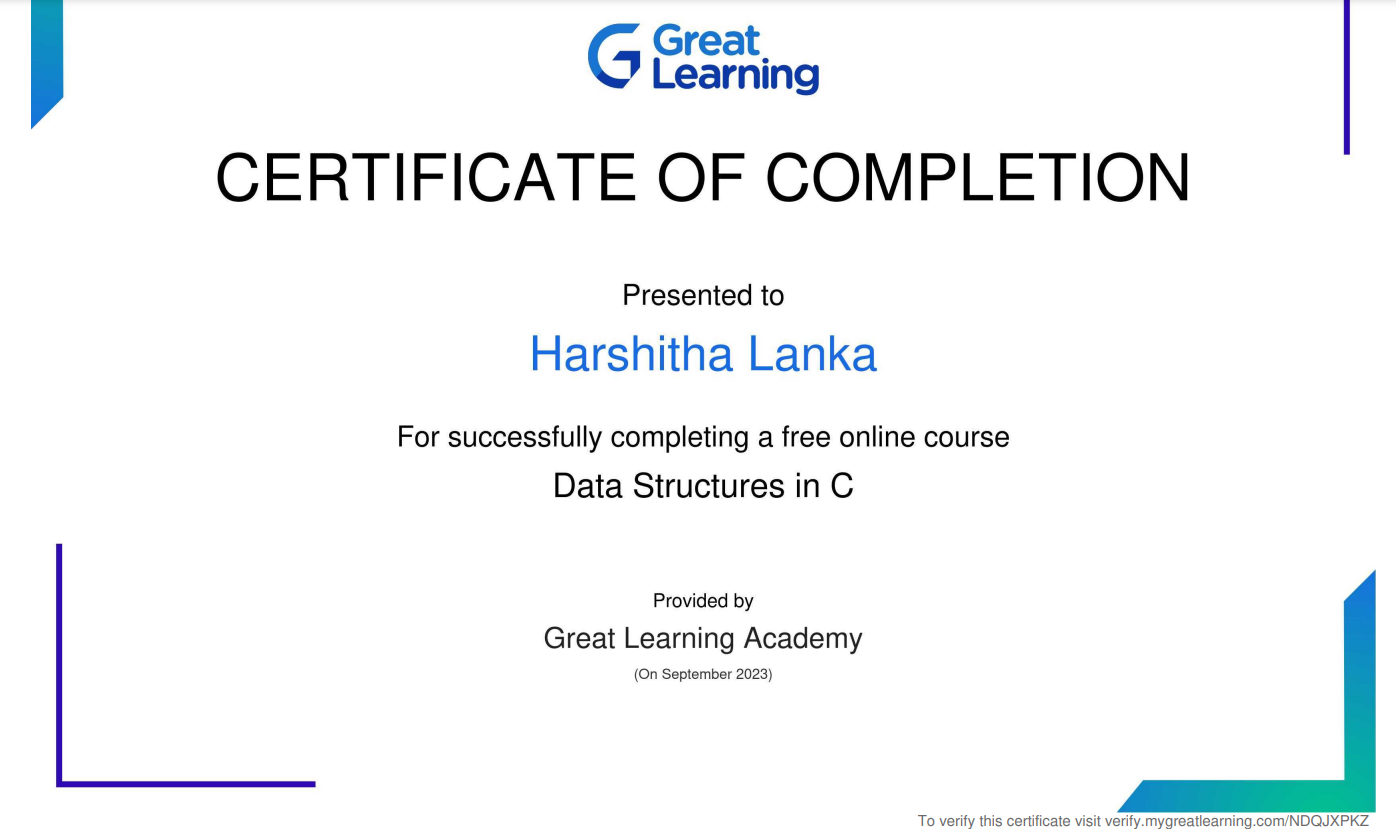 Great
Learning
CERTIFICATE OF COMPLETION
Presented to
Harshitha Lanka
For successfully completing a free online course
Data Structures in C
Provided by
Great Learning Academy
(On September 2023)
To verify this certificate visit verify.mygreatlearning.com/NDQJXPKZ